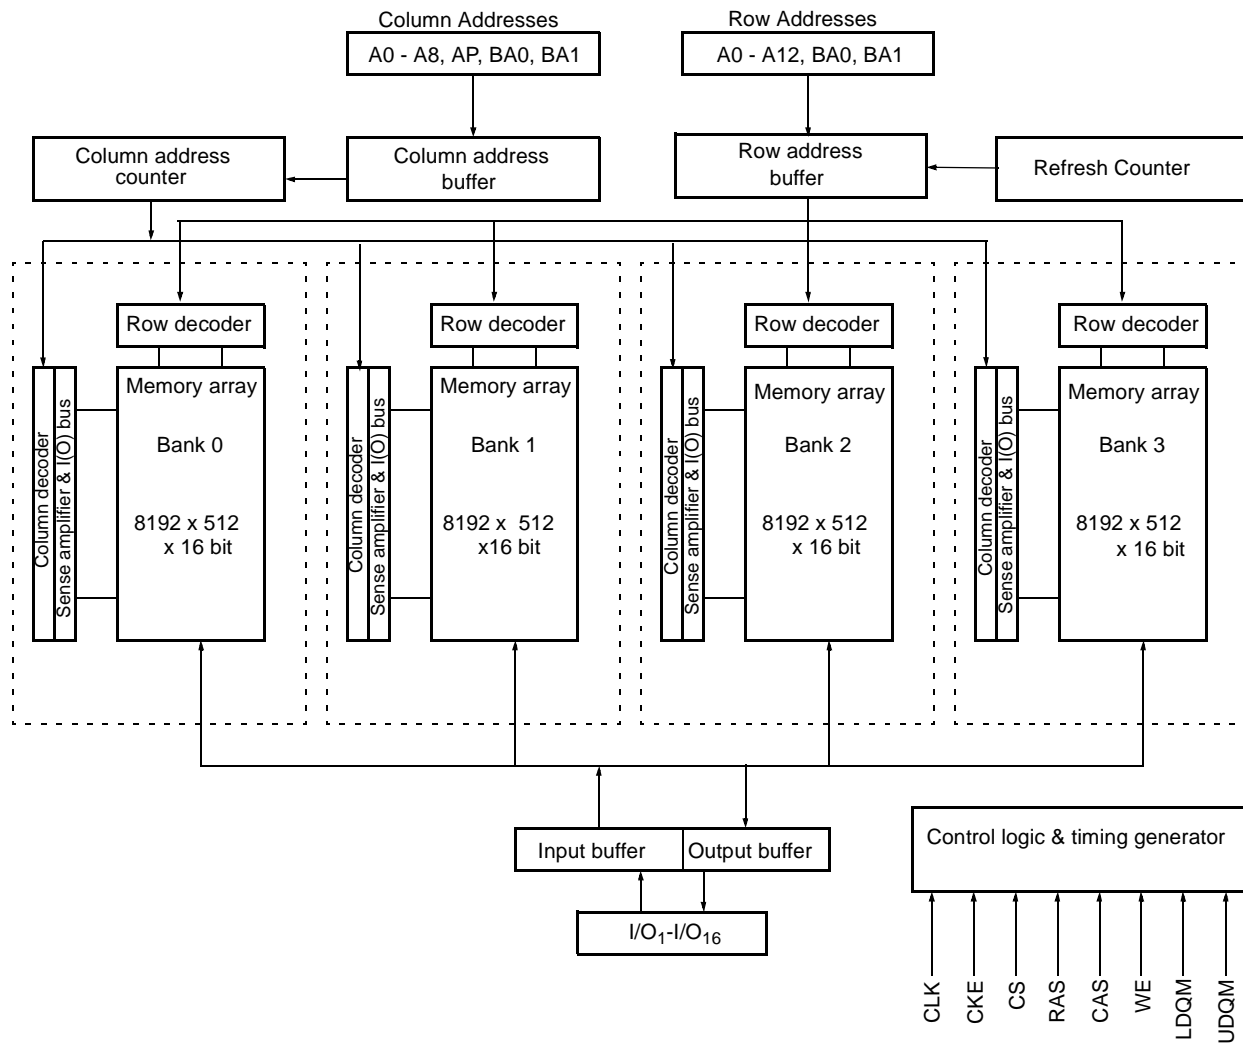 Column Addresses
Row Addresses
A0 - A8, AP, BA0, BA1
A0 - A12, BA0, BA1
Column address
counter
Column address
buffer
Row address
buffer
Refresh Counter
Row decoder
Row decoder
Row decoder
Row decoder
Column decoder
Sense amplifier & I(O) bus
Memory array
Bank 0
8192 x 512
x 16 bit
Column decoder
Sense amplifier & I(O) bus
Memory array
Bank 1
8192 x  512
x16 bit
Column decoder
Sense amplifier & I(O) bus
Memory array
Bank 2
8192 x 512
x 16 bit
Column decoder
Sense amplifier & I(O) bus
Memory array
Bank 3
8192 x 512
x 16 bit
Input buffer
Output buffer
I/O1-I/O16
Control logic & timing generator
CLK
CKE
CS
RAS
CAS
WE
LDQM
UDQM